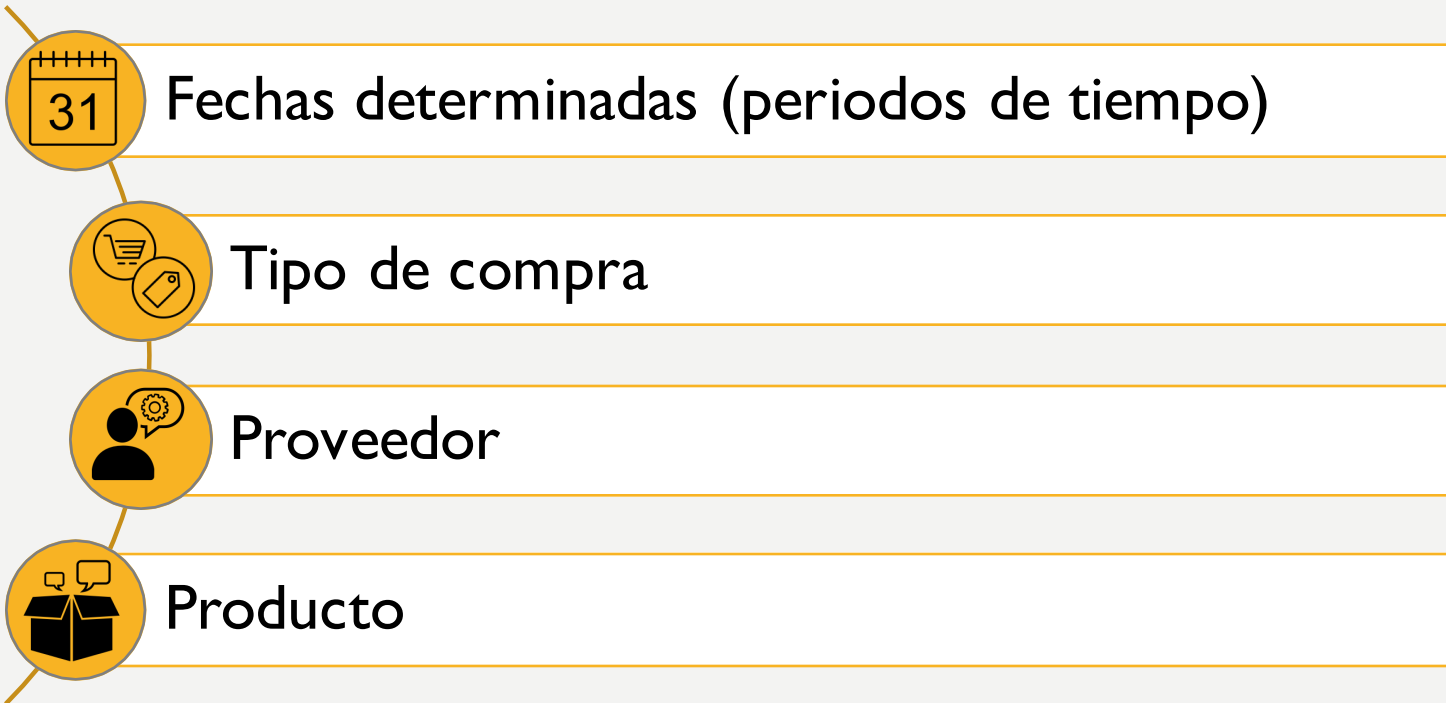 31
Fechas determinadas (periodos de tiempo)
Tipo de compra
Proveedor
Producto